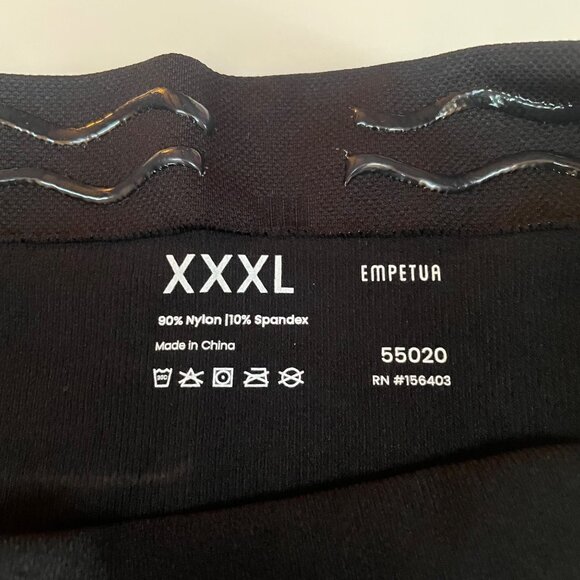 XXXL
EMPETUA
90% Nylon |10% Spandex
Made in China
55020
RN #156403